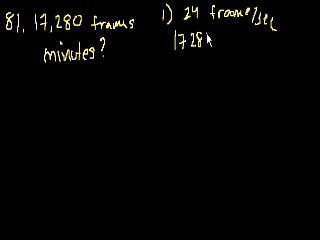 81. 17,280 frames
minutes?
1) 24 frame/sec
1728